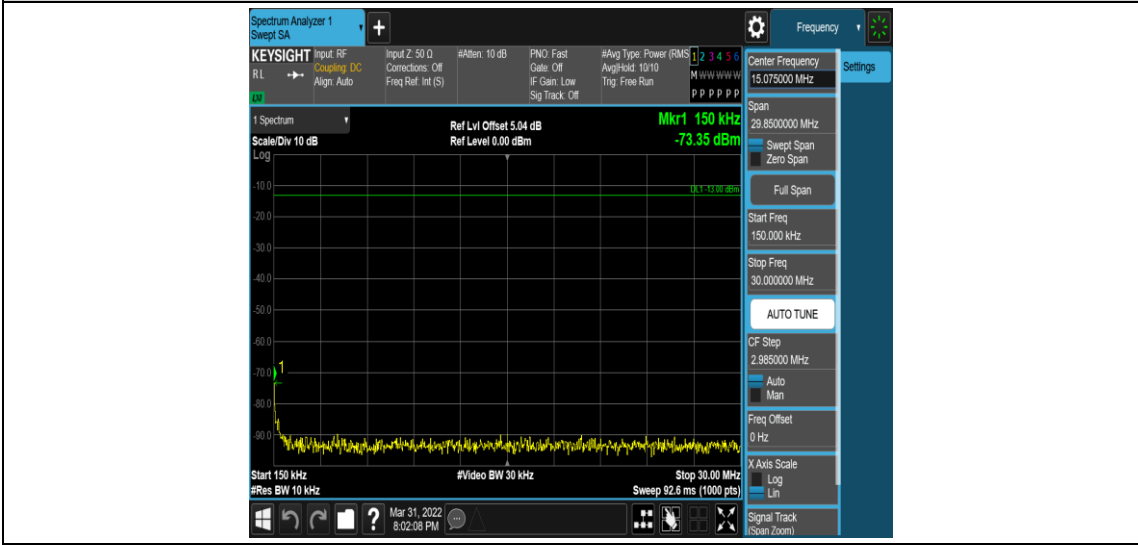 Spectrum Analyzer 1
Swept SA
+
Frequency
KEYSIGHT
RL
LXI
Input: RF
Coupling: DC
Align: Auto
Input Z: 50 Ω
Corrections: Off
Freq Ref: Int (S)
#Atten: 10 dB
PNO: Fast
Gate: Off
IF Gain: Low
Sig Track: Off
#Avg Type: Power (RMS
Avg|Hold: 10/10
Trig: Free Run
1 2 3 4 5 6
M W W W W W
P P P P P P
1 Spectrum
Scale/Div 10 dB
Log
Ref Lvl Offset 5.04 dB
Ref Level 0.00 dBm
Mkr1 150 kHz
-73.35 dBm
DL1 -13.00 dBm
-10.0
-20.0
-30.0
-40.0
-50.0
-60.0
-70.0
1
-80.0
-90.0
Start 150 kHz
#Video BW 30 kHz
Stop 30.00 MHz
#Res BW 10 kHz
Sweep 92.6 ms (1000 pts)
?
Mar 31, 2022
8:02:08 PM
Center Frequency
15.075000 MHz
Span
29.8500000 MHz
Swept Span
Zero Span
Full Span
Start Freq
150.000 kHz
Stop Freq
30.000000 MHz
AUTO TUNE
CF Step
2.985000 MHz
Auto
Man
Freq Offset
0 Hz
X Axis Scale
Log
Lin
Signal Track
(Span Zoom)
Settings